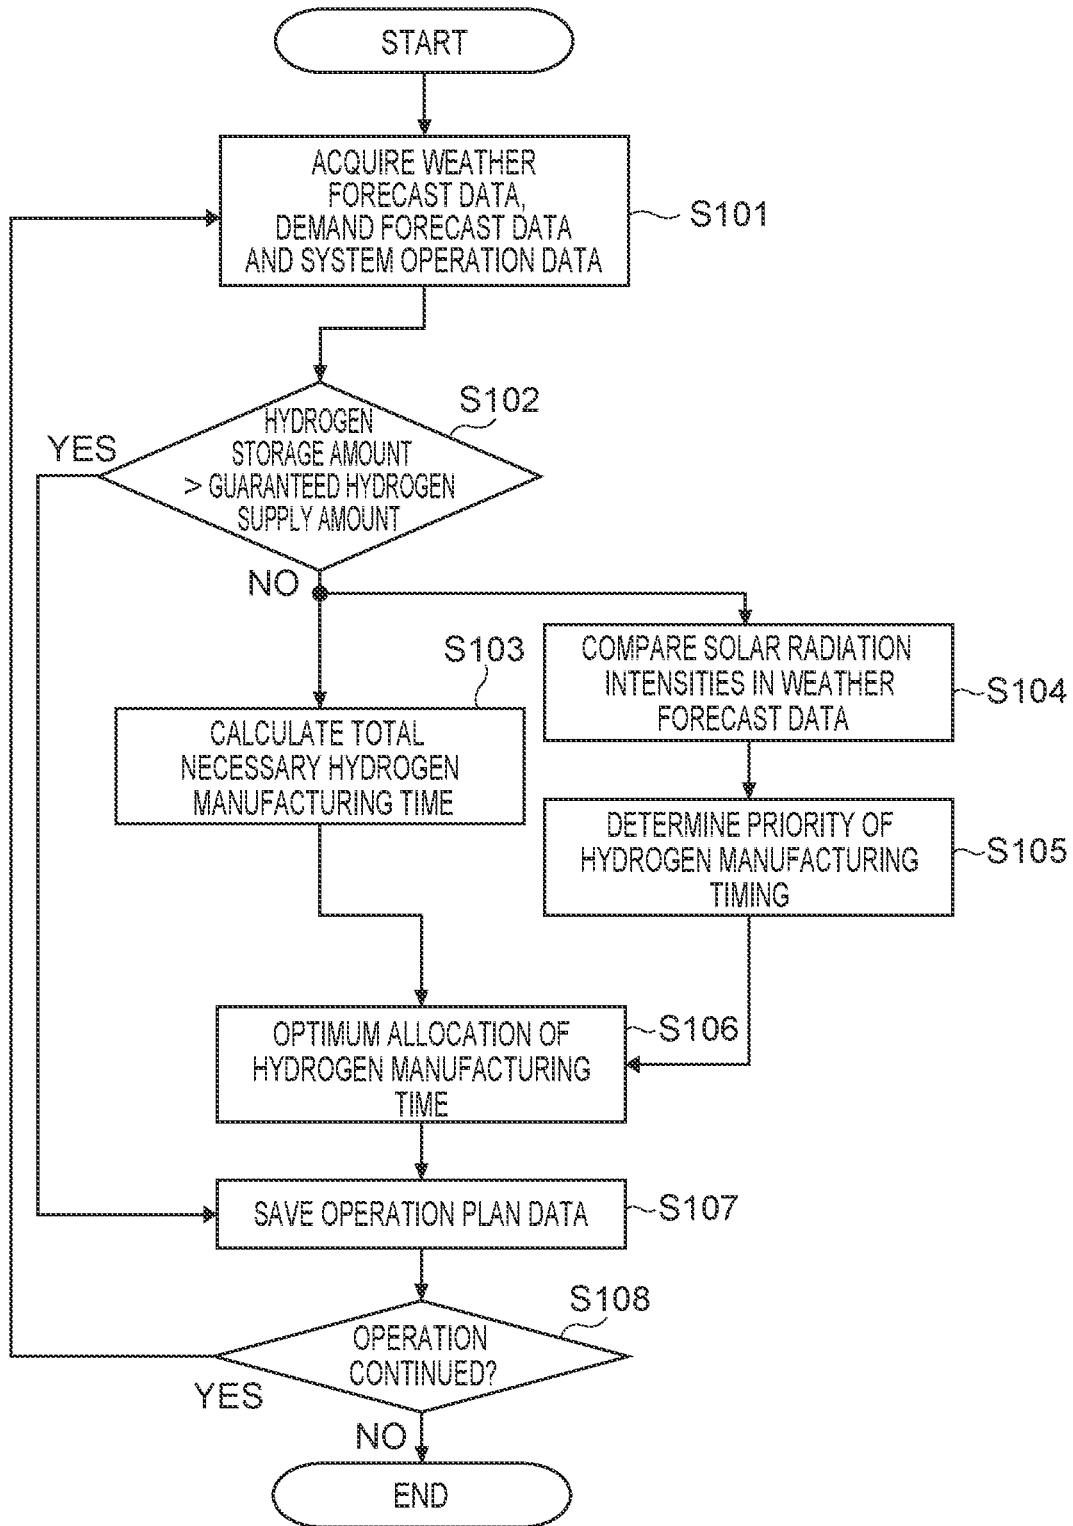 START
ACQUIRE WEATHER
FORECAST DATA,
DEMAND FORECAST DATA
AND SYSTEM OPERATION DATA
S101
S102
HYDROGEN
STORAGE AMOUNT
> GUARANTEED HYDROGEN
SUPPLY AMOUNT
YES
NO
S103
CALCULATE TOTAL
NECESSARY HYDROGEN
MANUFACTURING TIME
COMPARE SOLAR RADIATION
INTENSITIES IN WEATHER
FORECAST DATA
S104
DETERMINE PRIORITY OF
HYDROGEN MANUFACTURING
TIMING
S105
OPTIMUM ALLOCATION OF
HYDROGEN MANUFACTURING
TIME
S106
SAVE OPERATION PLAN DATA
S107
S108
OPERATION
CONTINUED?
YES
NO
END